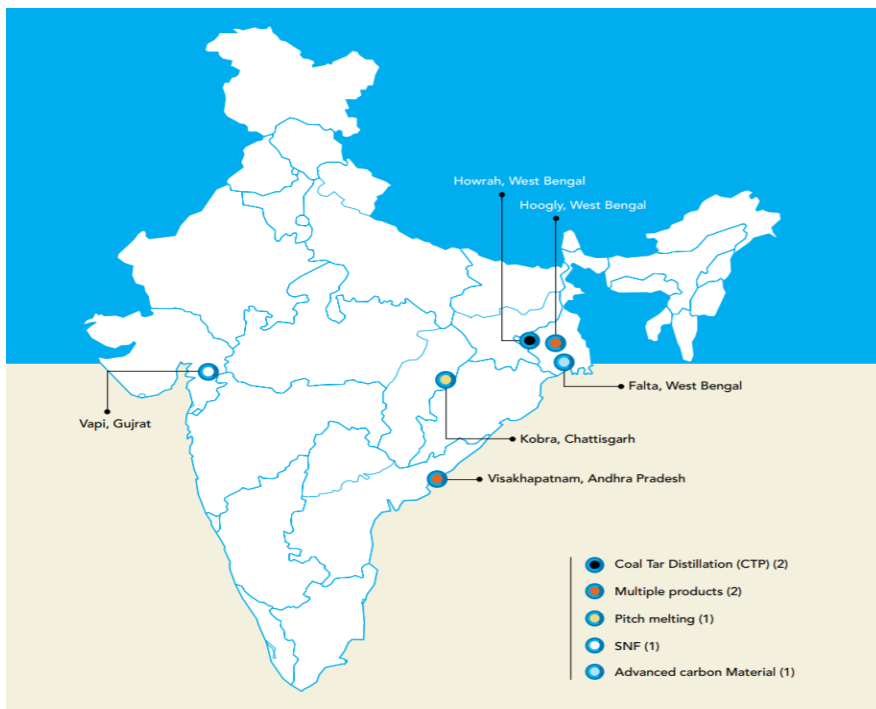 Howrah, West Bengal
Hoogly, West Bengal
Falta, West Bengal
Vapi, Gujrat
Kobra, Chattisgarh
Visakhapatnam, Andhra Pradesh
Coal Tar Distillation (CTP) (2)
Multiple products (2)
Pitch melting (1)
SNF (1)
Advanced carbon Material (1)